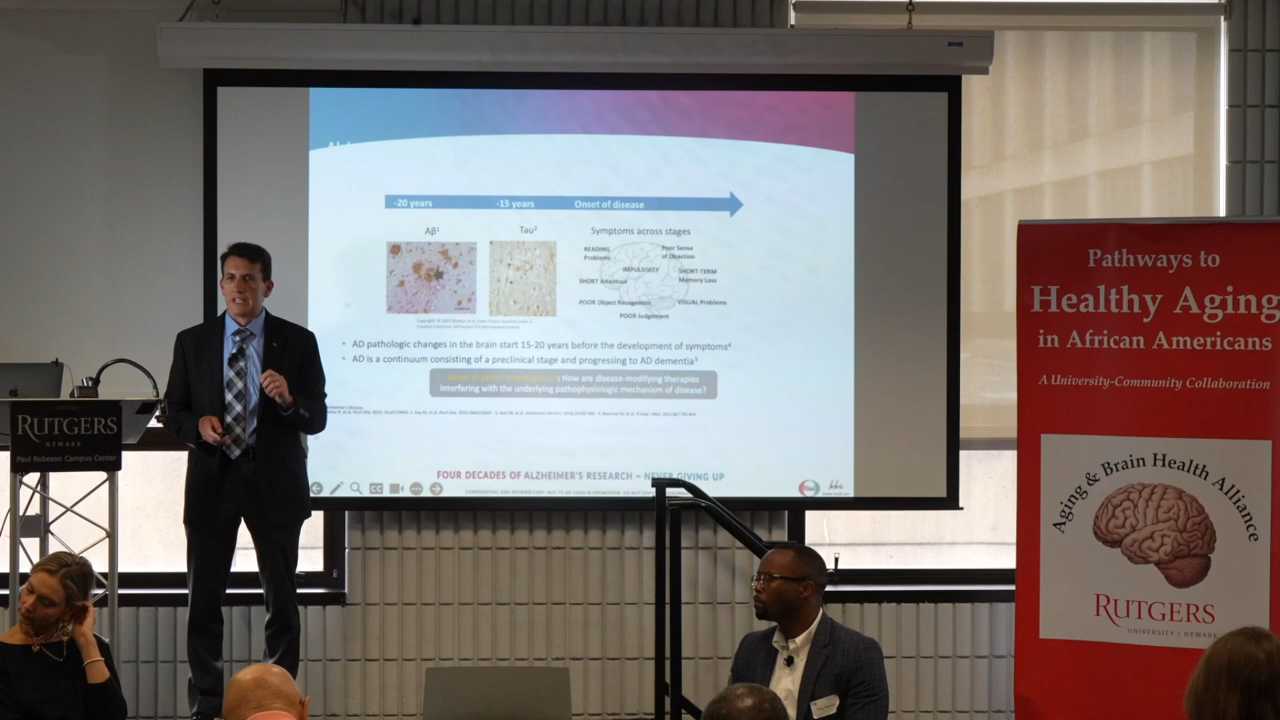 -20 years
-15 years
Onset of disease
Aβ¹
Tau²
Symptoms across stages
READING
Problems
Poor Sense
of Direction
IMPULSIVITY
SHORT-TERM
Memory Loss
SHORT Attention
POOR Object Recognition
VISUAL Problems
POOR Judgement
• AD pathologic changes in the brain start 15-20 years before the development of symptoms⁴
• AD is a continuum consisting of a preclinical stage and progressing to AD dementia³
: How are disease-modifying therapies
interfering with the underlying pathophysiologic mechanism of disease?
FOUR DECADES OF ALZHEIMER'S RESEARCH – NEVER GIVING UP
CC
RUTGERS
NEWARK
Paul Robeson Campus Center
Pathways to
Healthy Aging
in African Americans
A University-Community Collaboration
Aging & Brain Health Alliance
RUTGERS
UNIVERSITY | NEWARK